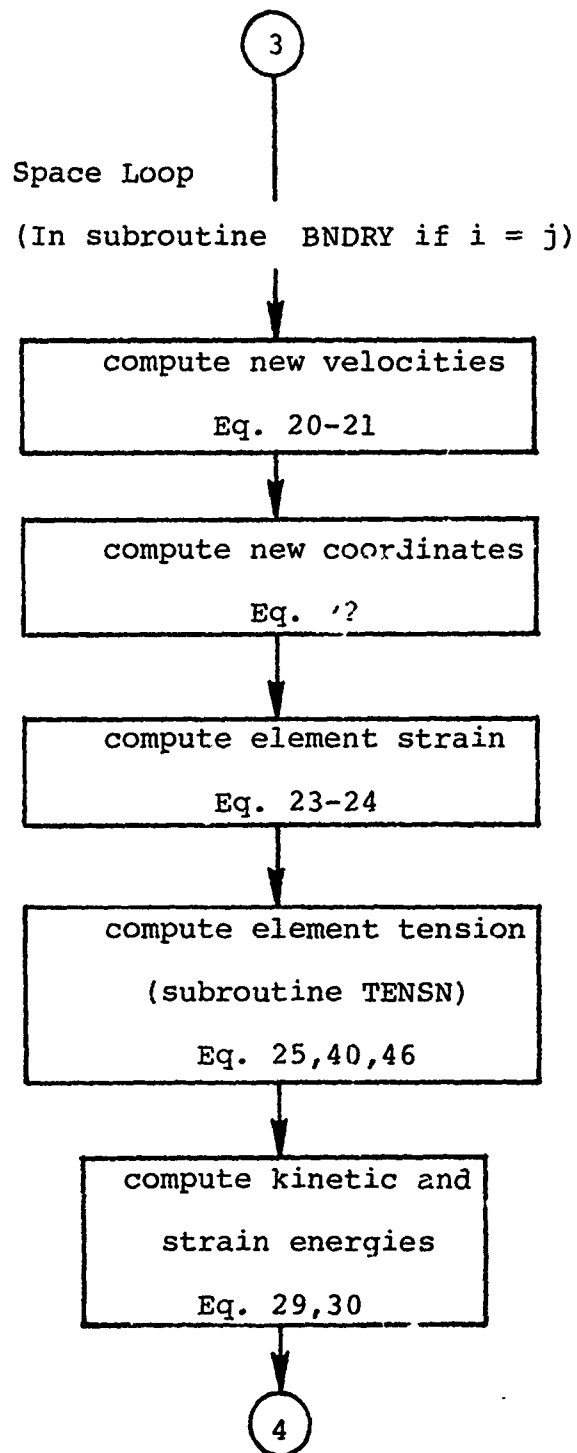 3
Space Loop
(In subroutine BNDRY if i = j)
compute new velocities
Eq. 20-21
compute new coordinates
Eq.
compute element strain
Eq. 23-24
compute element tension
(subroutine TENSN)
Eq. 25,40,46
compute kinetic and
strain energies
Eq. 29,30
4